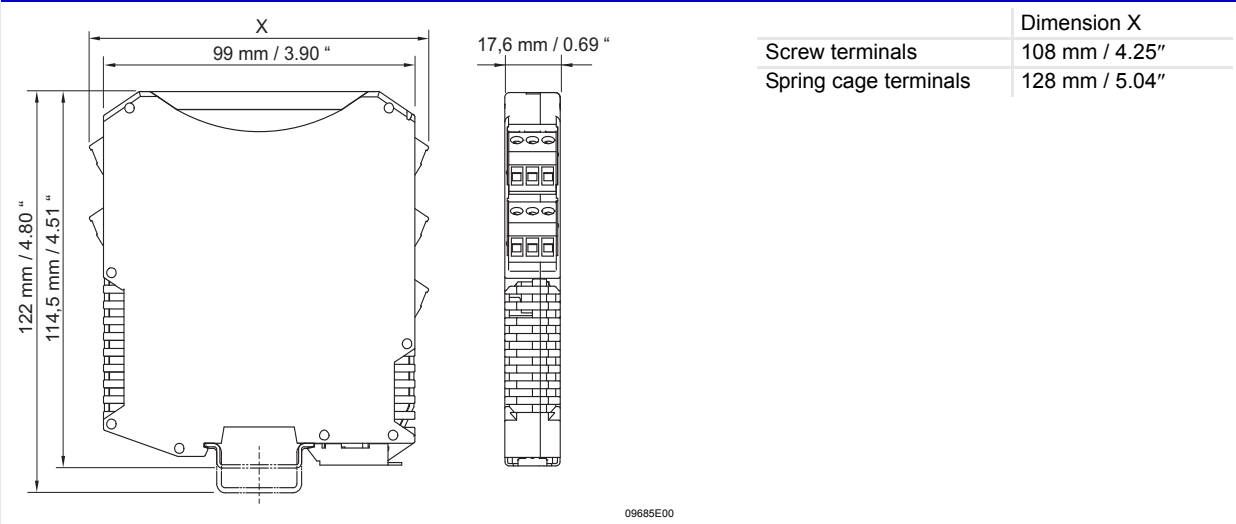 X
99 mm / 3.90 “
17,6 mm / 0.69 “
122 mm / 4.80 “
114,5 mm / 4.51 “
Dimension X
Screw terminals 108 mm / 4.25″
Spring cage terminals 128 mm / 5.04″
09685E00